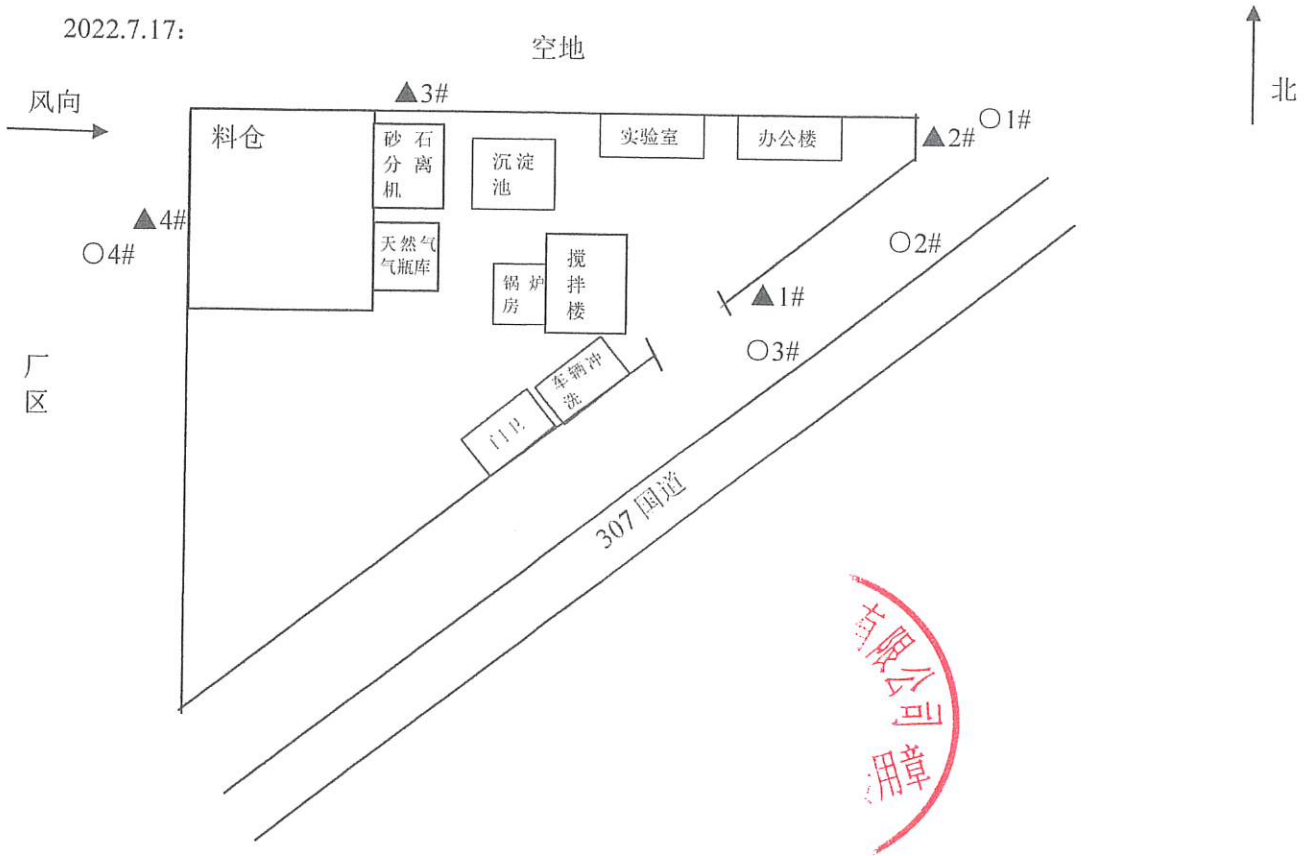 2022.7.17:
空地
北
风向
▲3#
○1#
▲2#
料仓
砂 石
分 离
机
沉 淀
池
实验室
办公楼
▲4#
○4#
天然气
气瓶库
○2#
锅 炉
房
搅
拌
楼
▲1#
○3#
厂
区
车辆冲
洗
门卫
307 国道
有限公司
用章